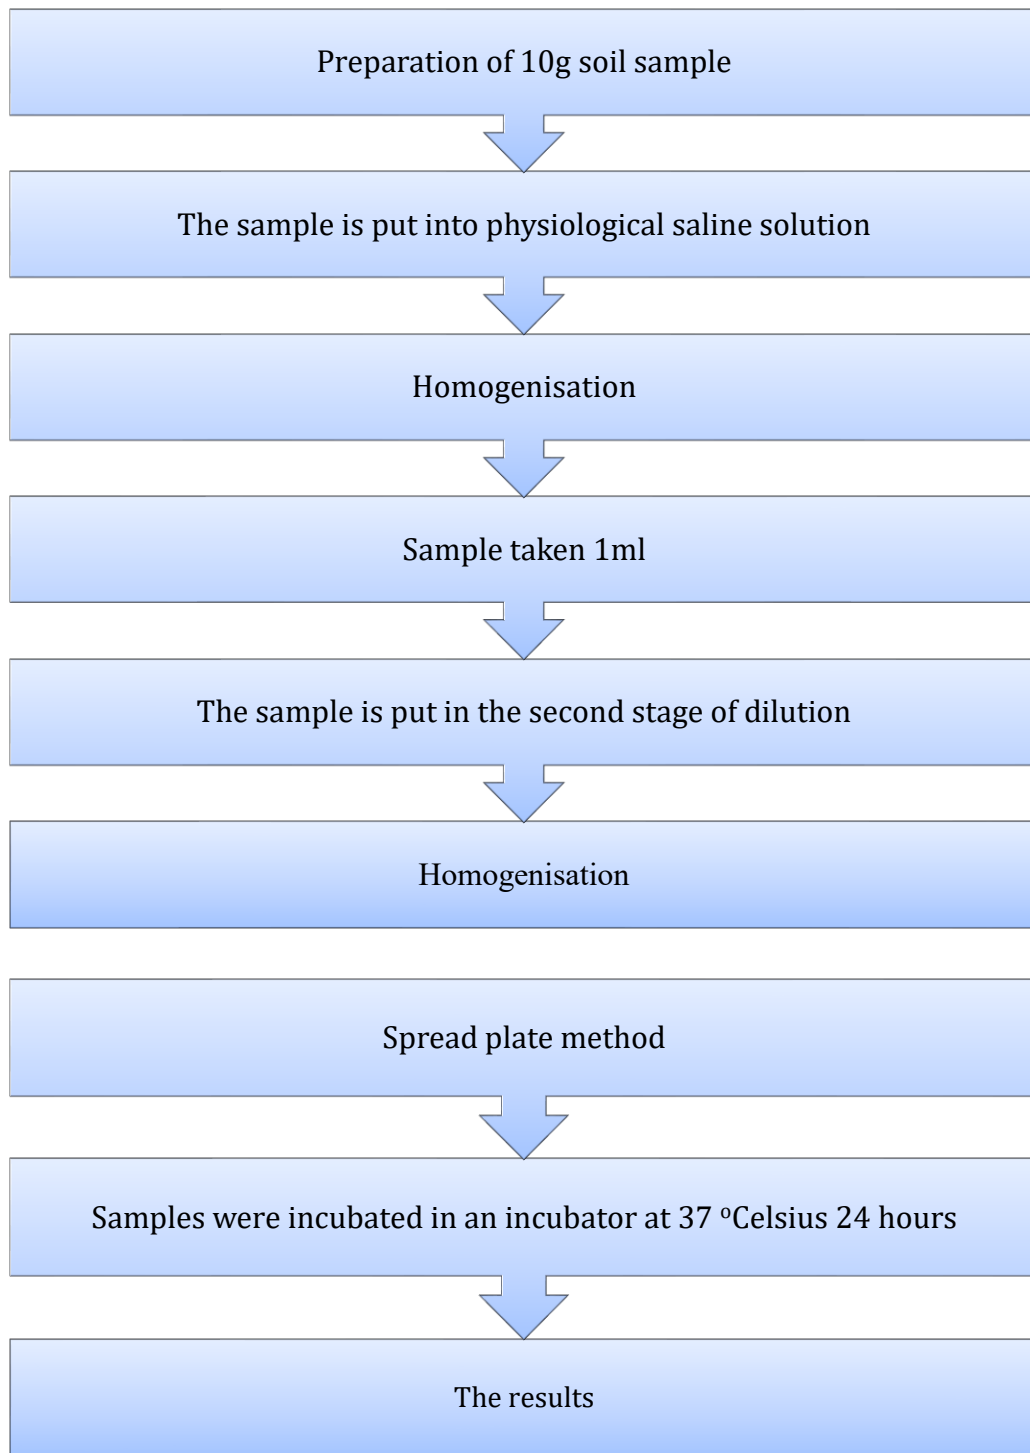 Preparation of 10g soil sample
The sample is put into physiological saline solution
Homogenisation
Sample taken 1ml
The sample is put in the second stage of dilution
Homogenisation
Spread plate method
Samples were incubated in an incubator at 37 ºCelsius 24 hours
The results